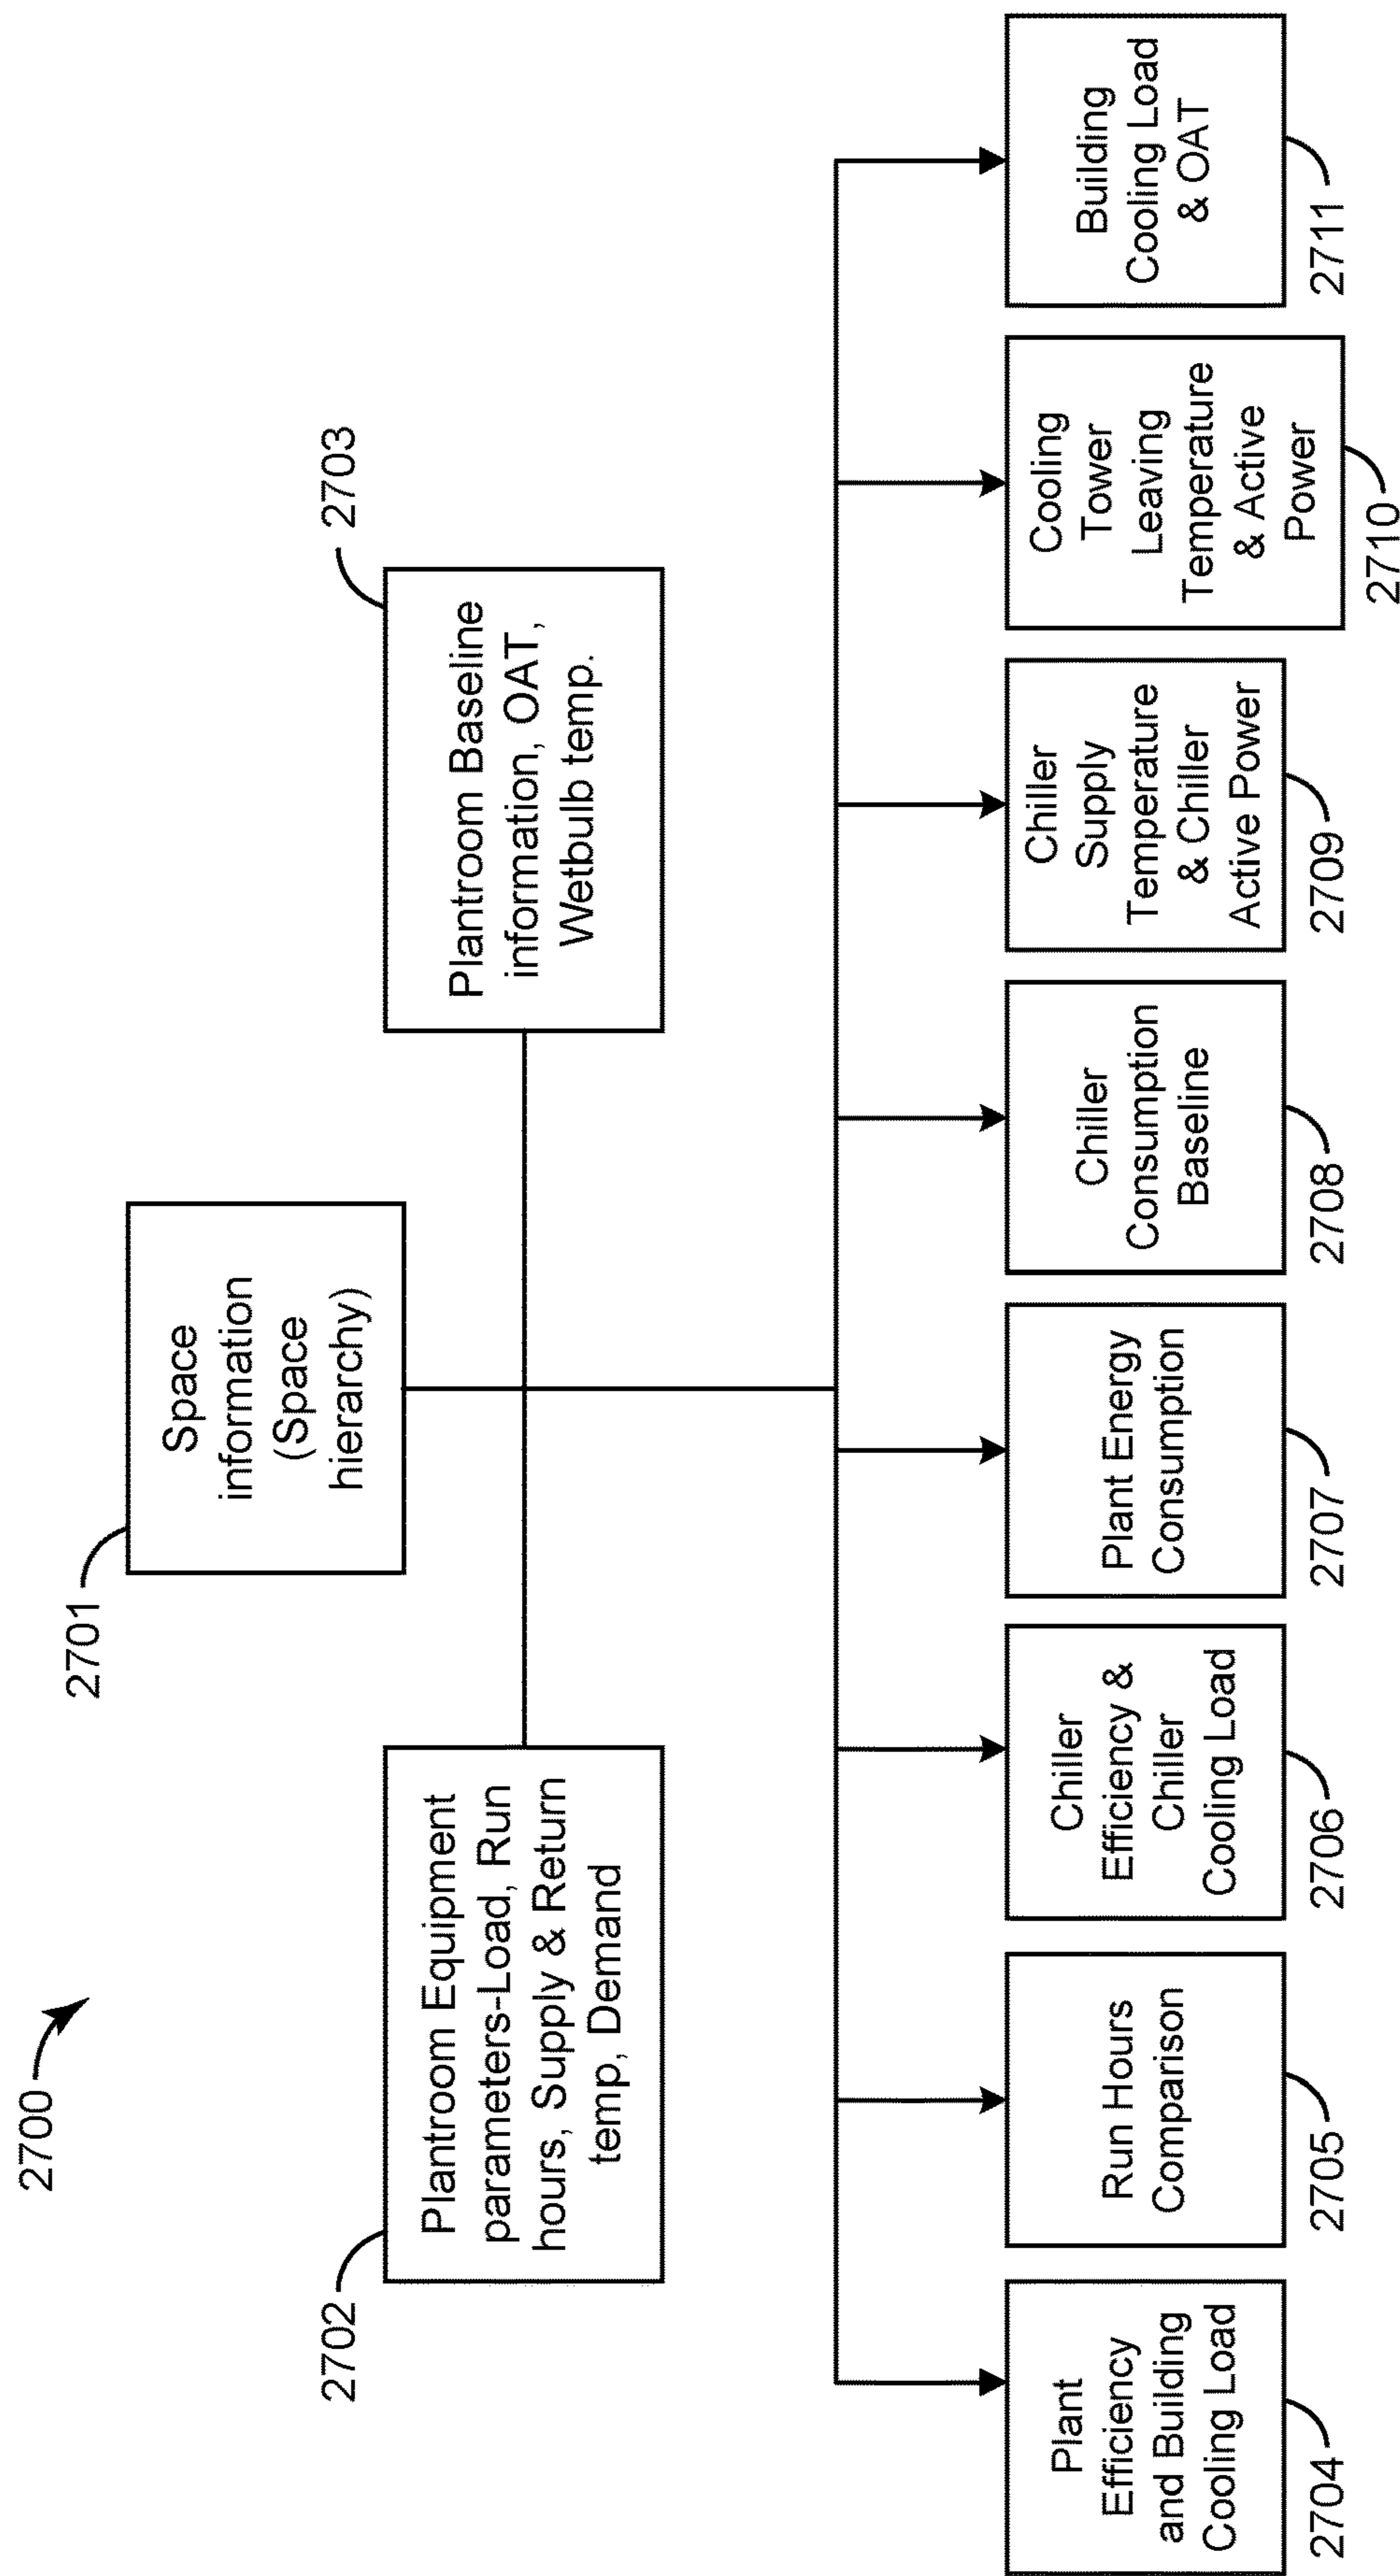 2700
2701
Space
information
(Space
hierarchy)
2702
Plantroom Equipment
parameters-Load, Run
hours, Supply & Return
temp, Demand
2703
Plantroom Baseline
information, OAT,
Wetbulb temp.
Plant
Efficiency
and Building
Cooling Load
2704
Run Hours
Comparison
2705
Chiller
Efficiency &
Chiller
Cooling Load
2706
Plant Energy
Consumption
2707
Chiller
Consumption
Baseline
2708
Chiller
Supply
Temperature
& Chiller
Active Power
2709
Cooling
Tower
Leaving
Temperature
& Active
Power
2710
Building
Cooling Load
& OAT
2711